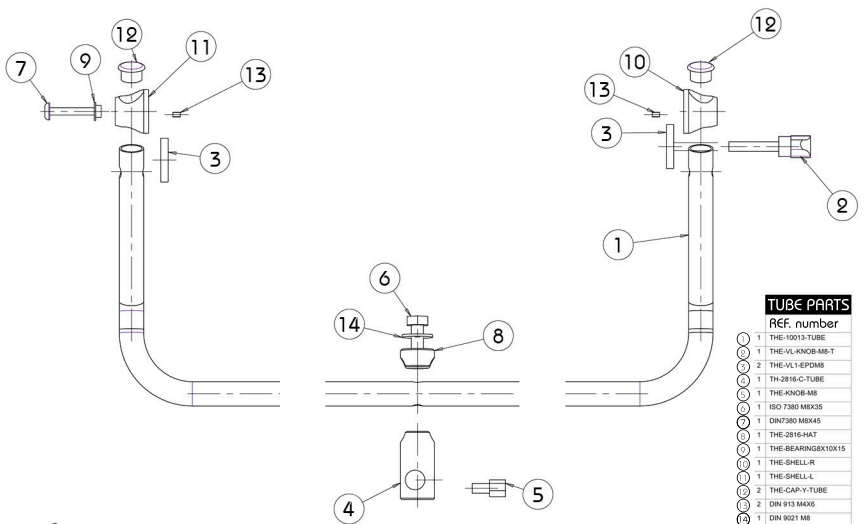 12
12
11
10
9
7
13
13
3
3
2
1
6
14
8
5
4
TUBE PARTS
REF. number
1 1 THE-10013-TUBE
2 1 THE-VL-KNOB-M8-T
3 2 THE-VL1-EPDM8
4 1 TH-2816-C-TUBE
5 1 THE-KNOB-M8
6 1 ISO 7380 M8X35
7 1 DIN7380 M8X45
8 1 THE-2816-HAT
9 1 THE-BEARING8X10X15
10 1 THE-SHELL-R
11 1 THE-SHELL-L
12 2 THE-CAP-Y-TUBE
13 2 DIN 913 M4X6
14 1 DIN 9021 M8